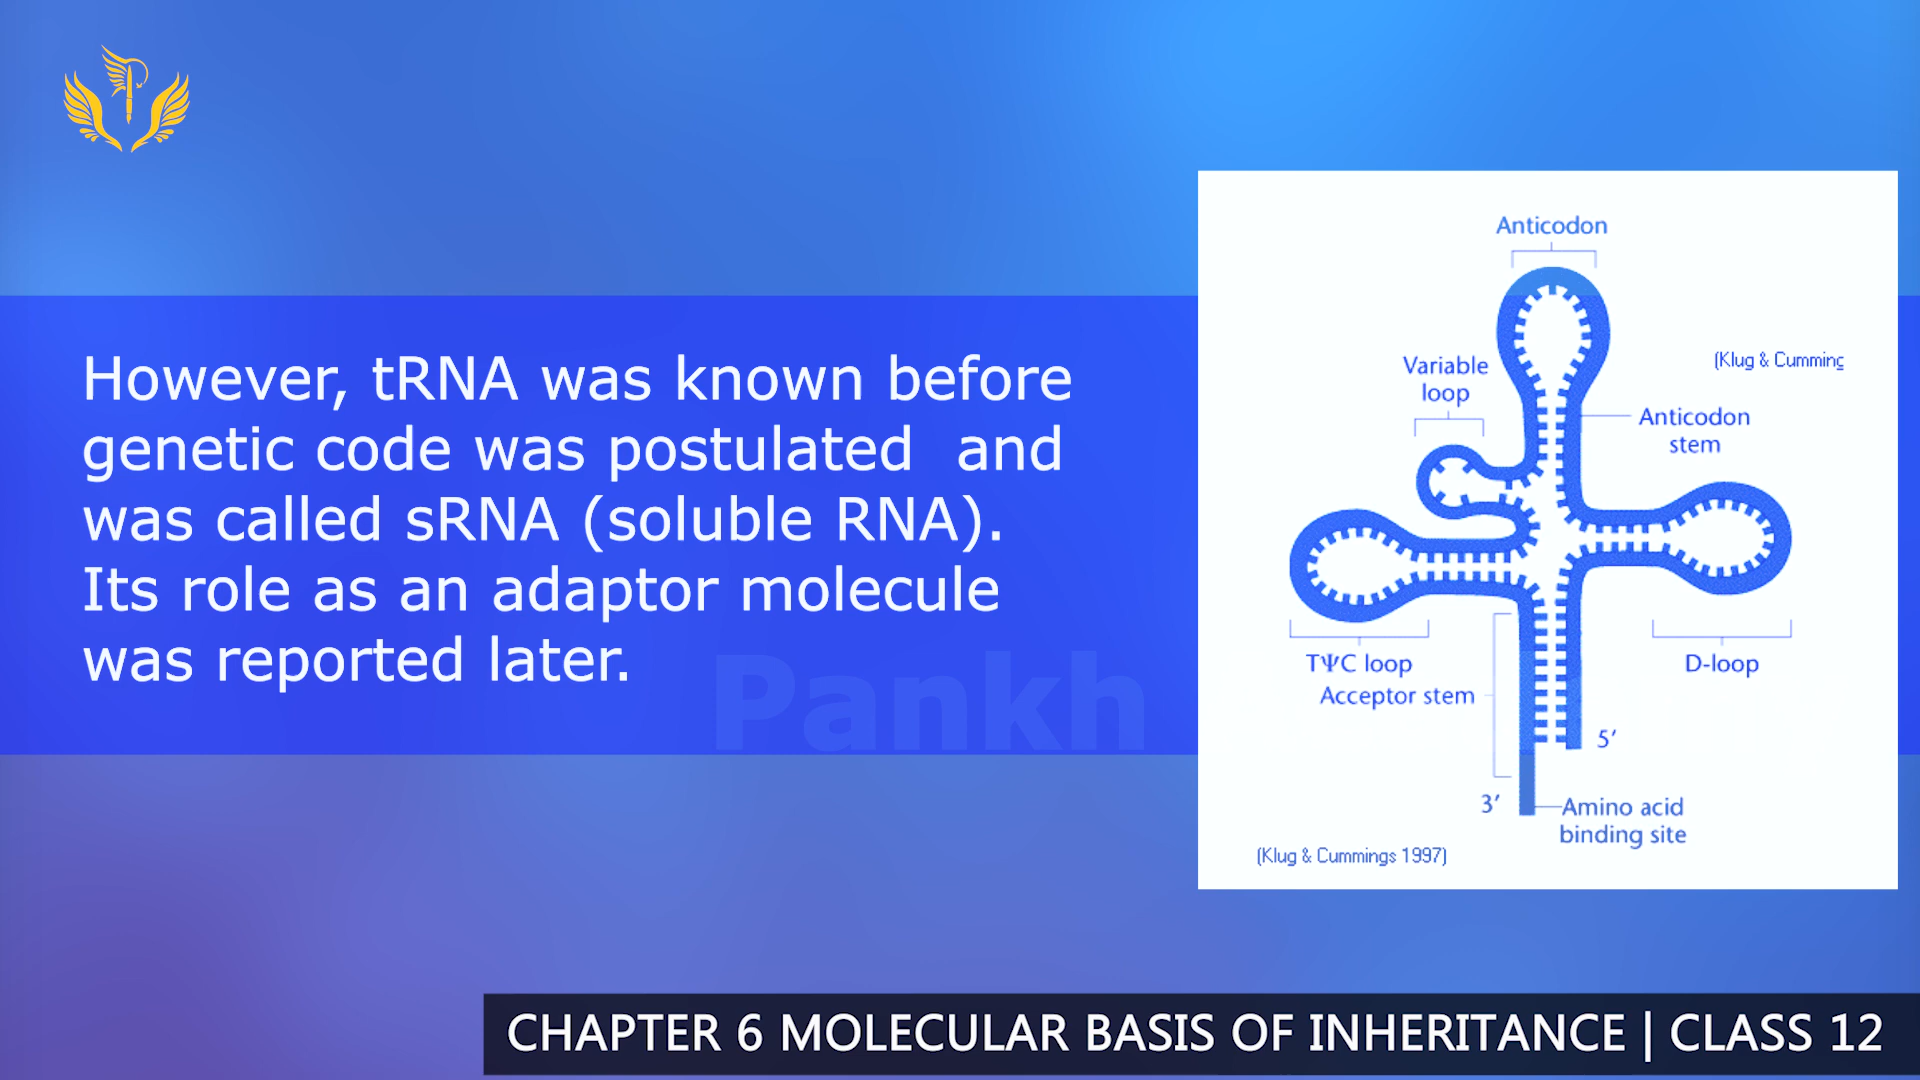 However, tRNA was known before
genetic code was postulated  and
was called sRNA (soluble RNA).
Its role as an adaptor molecule
was reported later.
Pankh
Anticodon
(Klug & Cumming
Variable
loop
Anticodon
stem
TΨC loop
D-loop
Acceptor stem
5′
3′
Amino acid
binding site
(Klug & Cummings 1997)
CHAPTER 6 MOLECULAR BASIS OF INHERITANCE | CLASS 12